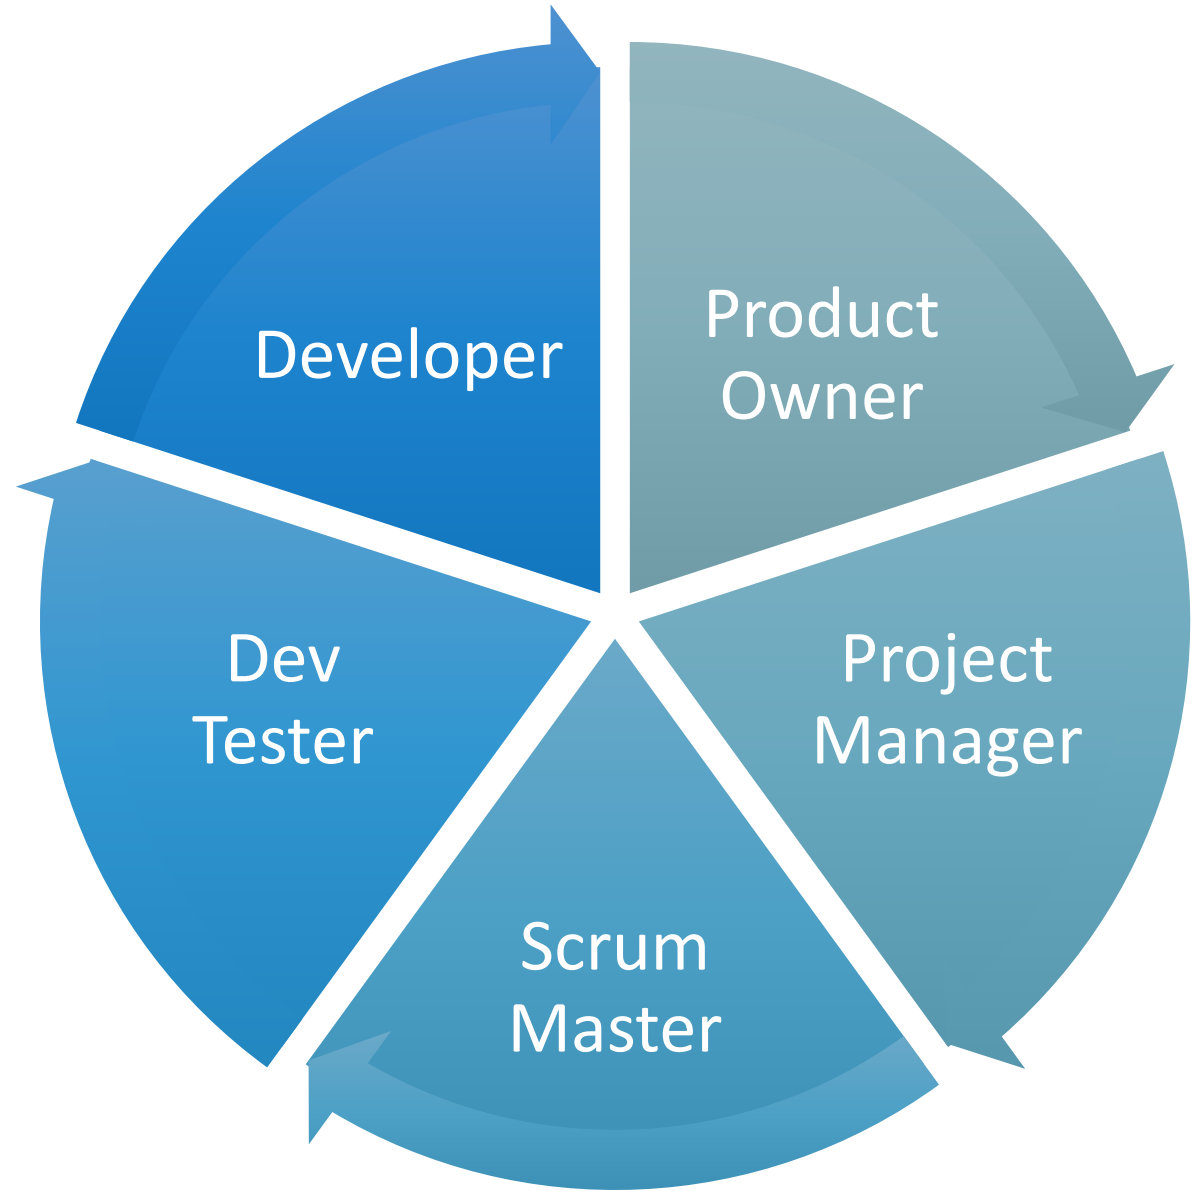 Product
Owner
Project
Manager
Scrum
Master
Dev
Tester
Developer